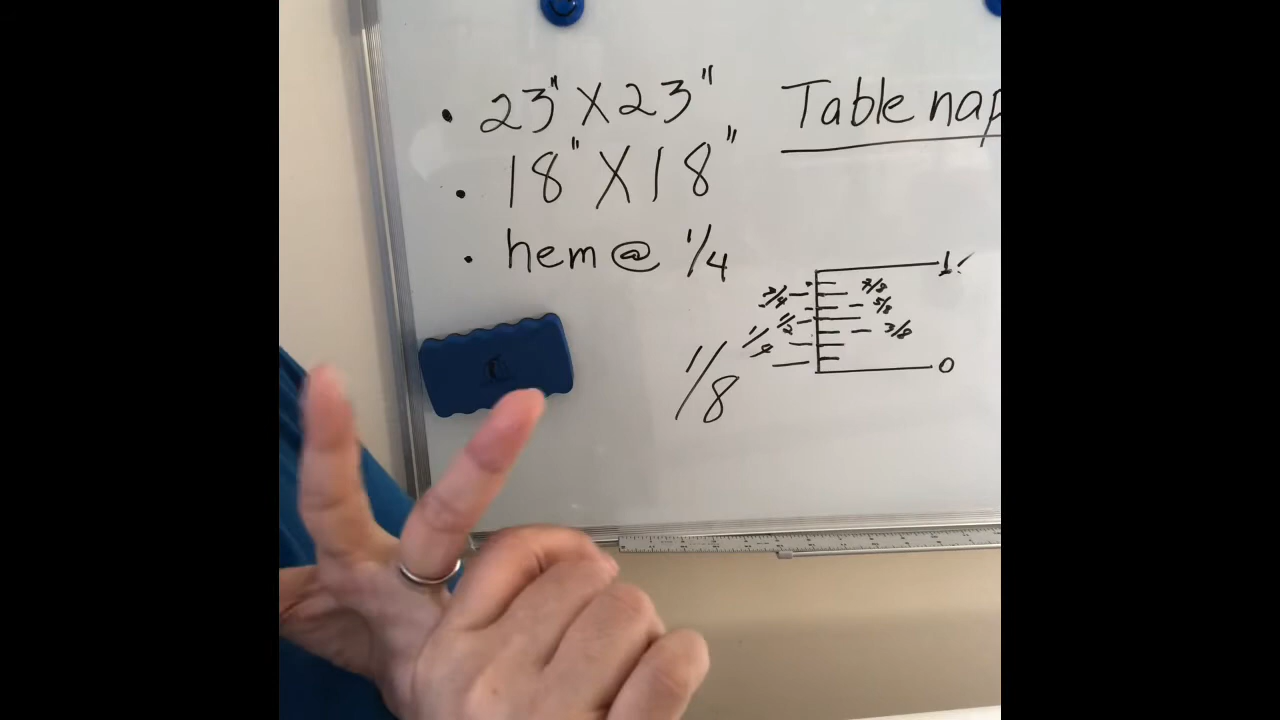 • 23" X 23"
Table nap
• 18" X 18"
• hem @ 1/4
1
7/8
3/4
5/8
1/2
3/8
1/4
1/8
0